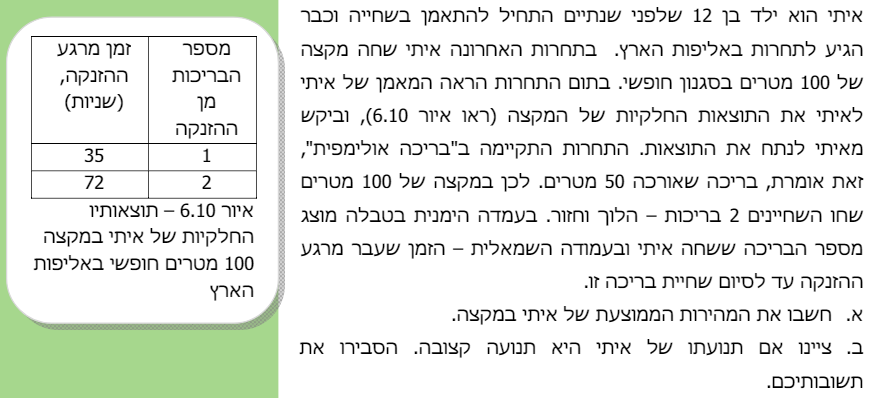 איתי הוא ילד בן 12 שלפני שנתיים התחיל להתאמן בשחייה וכבר
הגיע לתחרות באליפות הארץ. בתחרות האחרונה איתי שחה מקצה
של 100 מטרים בסגנון חופשי. בתום התחרות הראה המאמן של איתי
לאיתי את התוצאות החלקיות של המקצה (ראו איור 6.10), וביקש
מאיתי לנתח את התוצאות. התחרות התקיימה ב"בריכה אולימפית",
זאת אומרת, בריכה שאורכה 50 מטרים. לכן במקצה של 100 מטרים
שחו השחיינים 2 בריכות – הלוך וחזור. בעמדה הימנית בטבלה מוצג
מספר הבריכה ששחה איתי ובעמודה השמאלית – הזמן שעבר מרגע
ההזנקה עד לסיום שחיית בריכה זו.
א. חשבו את המהירות הממוצעת של איתי במקצה.
ב. ציינו אם תנועתו של איתי היא תנועה קצובה. הסבירו את
תשובותיכם.
מספר זמן מרגע
הבריכות ההזנקה,
מן (שניות)
ההזנקה
1 35
2 72
איור 6.10 – תוצאותיו
החלקיות של איתי במקצה
100 מטרים חופשי באליפות
הארץ